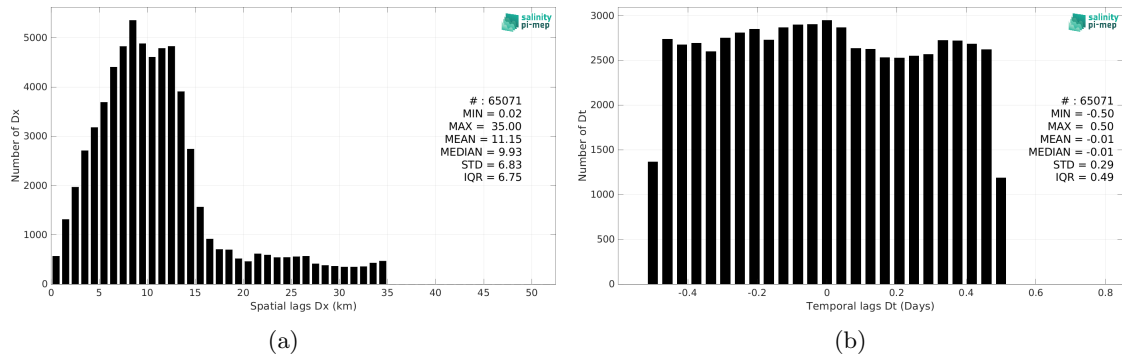 salinity
pi-mep
Number of Dx
5000
4000
3000
2000
1000
0
# : 65071
MIN = 0.02
MAX = 35.00
MEAN = 11.15
MEDIAN = 9.93
STD = 6.83
IQR = 6.75
0 5 10 15 20 25 30 35 40 45 50
Spatial lags Dx (km)
(a)
salinity
pi-mep
Number of Dt
3000
2500
2000
1500
1000
500
0
# : 65071
MIN = -0.50
MAX = 0.50
MEAN = -0.01
MEDIAN = -0.01
STD = 0.29
IQR = 0.49
-0.4 -0.2 0 0.2 0.4 0.6 0.8
Temporal lags Dt (Days)
(b)